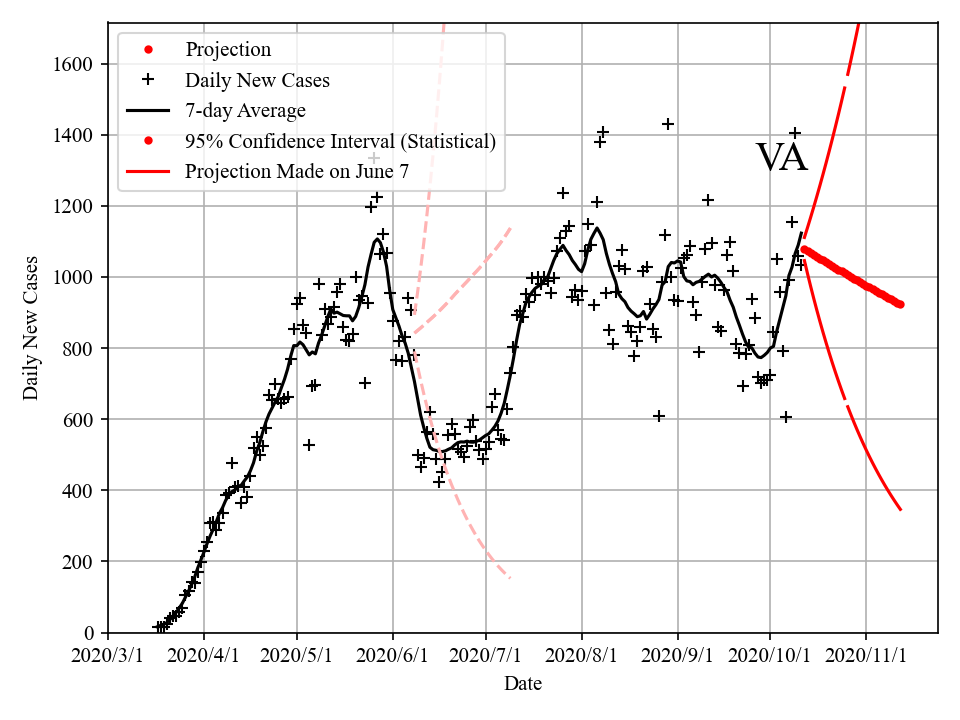 1600
1400
1200
1000
800
600
400
200
0
Daily New Cases
Projection
Daily New Cases
7-day Average
95% Confidence Interval (Statistical)
Projection Made on June 7
VA
2020/3/1 2020/4/1 2020/5/1 2020/6/1 2020/7/1 2020/8/1 2020/9/1 2020/10/1 2020/11/1
Date